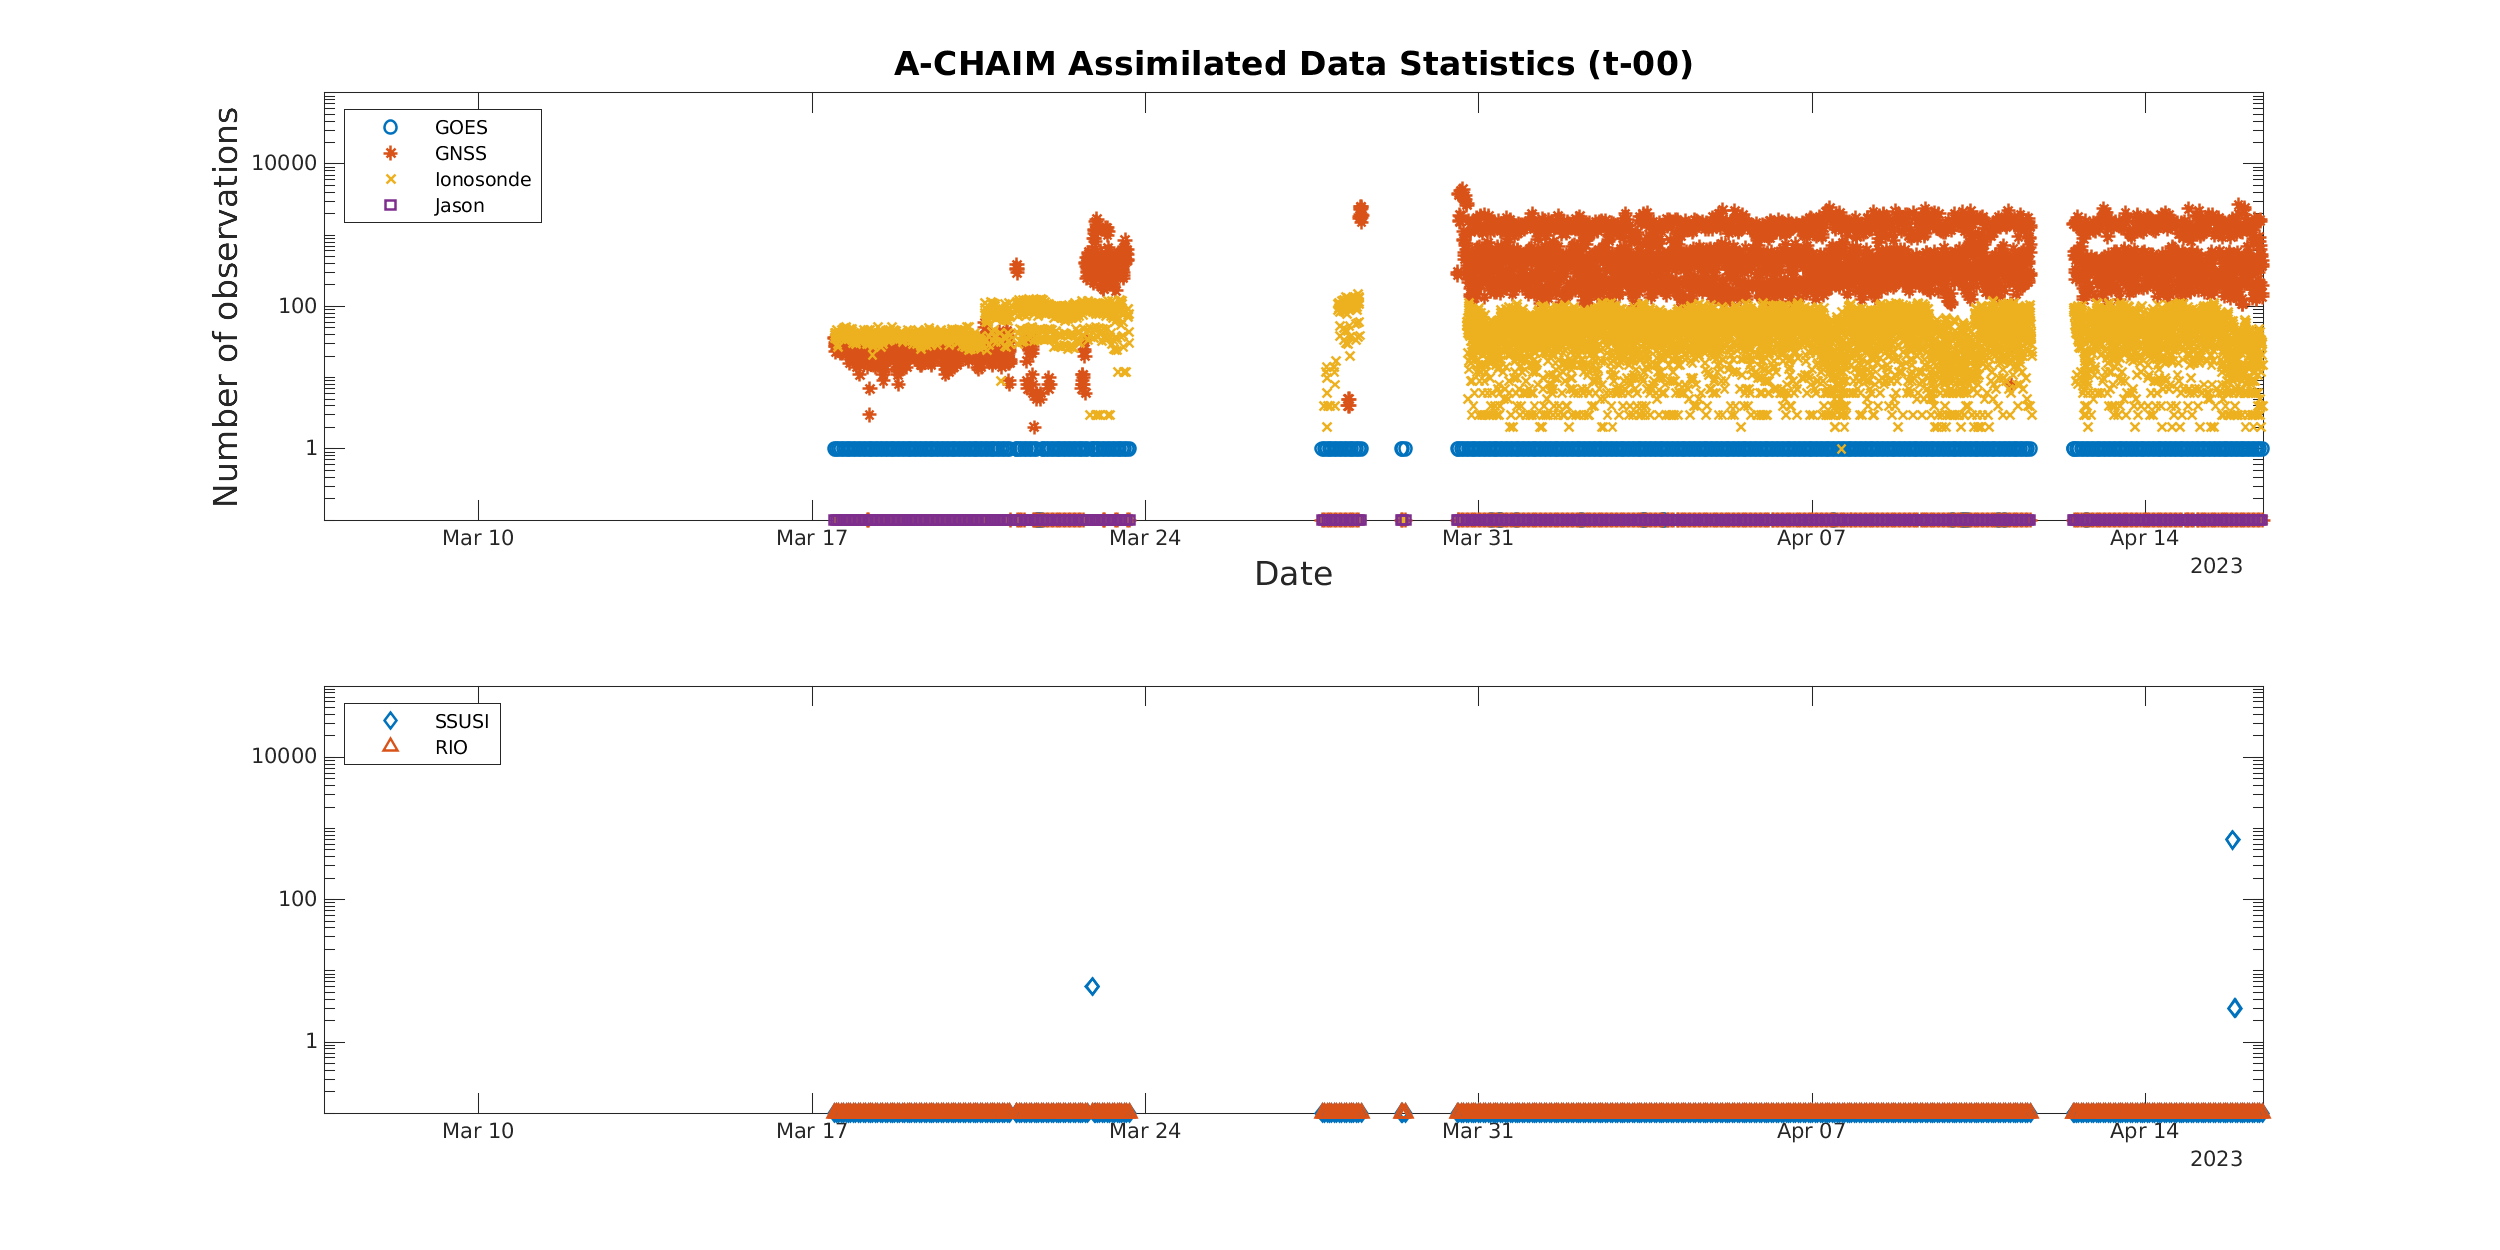 A-CHAIM Assimilated Data Statistics (t-00)
Number of observations
GOES
GNSS
Ionosonde
Jason
10000
100
1
Mar 10 Mar 17 Mar 24 Mar 31 Apr 07 Apr 14
2023
Date
SSUSI
RIO
10000
100
1
Mar 10 Mar 17 Mar 24 Mar 31 Apr 07 Apr 14
2023